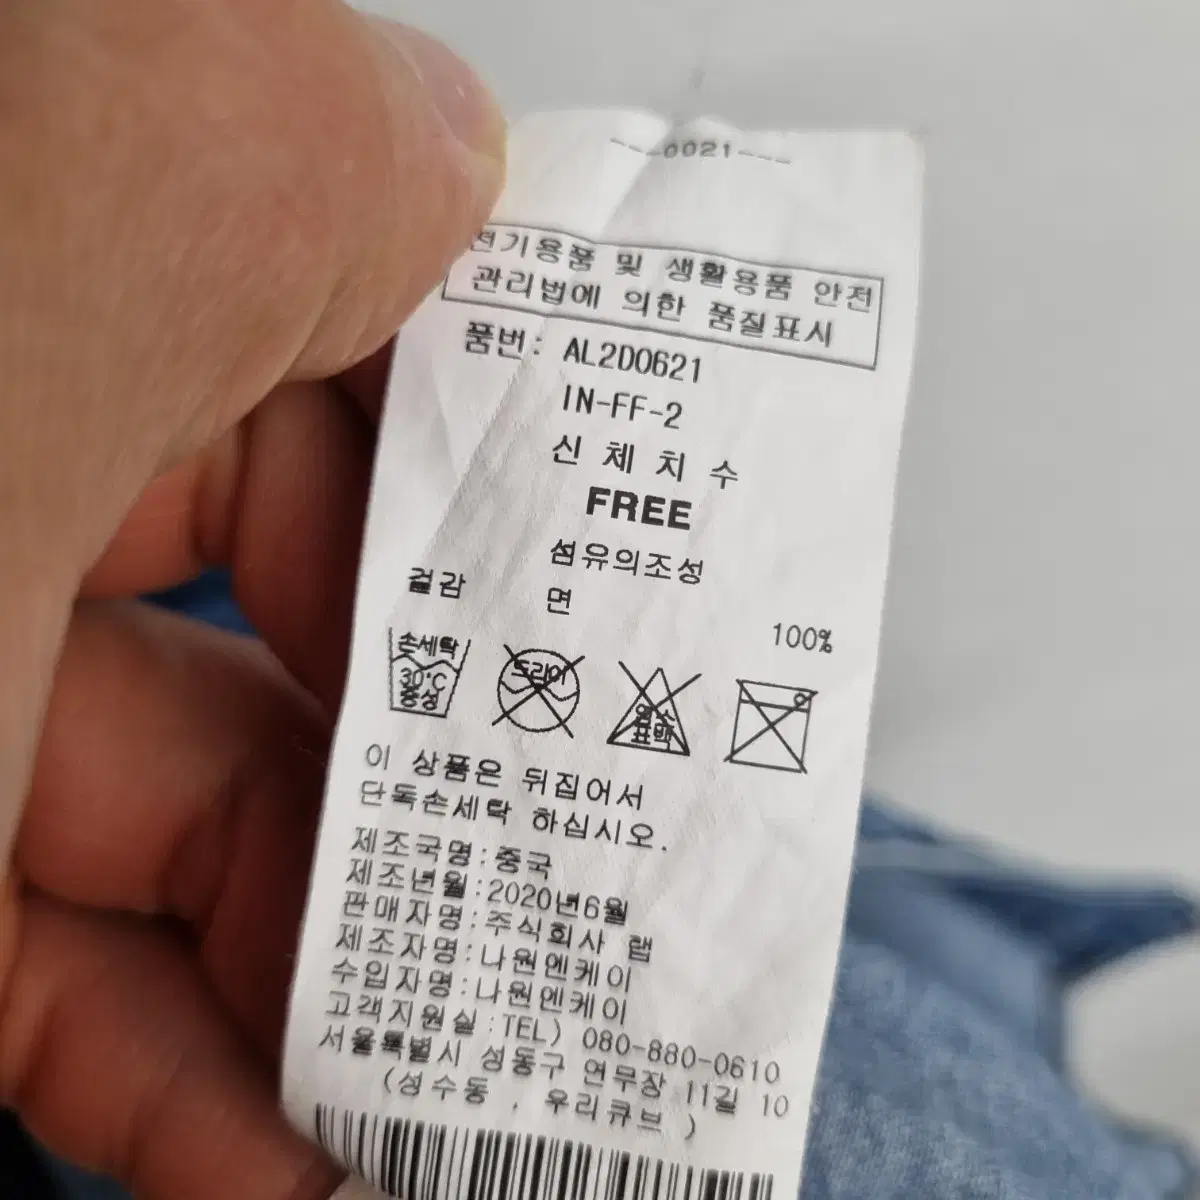 ---0021---
전기용품 및 생활용품 안전
관리법에 의한 품질표시
품번: AL2D0621
IN-FF-2
신 체 치 수
FREE
섬유의조성
겉감 면 100%
손세탁
30℃
중성
드라이
염소
표백
이 상품은 뒤집어서
단독손세탁 하십시오.
제조국명:중국
제조년월:2020년6월
판매자명:주식회사 랩
제조자명:나원엔케이
수입자명:나원엔케이
고객지원실:TEL) 080-880-0610
서울특별시 성동구 연무장 11길 10
(성수동 , 우리큐브 )